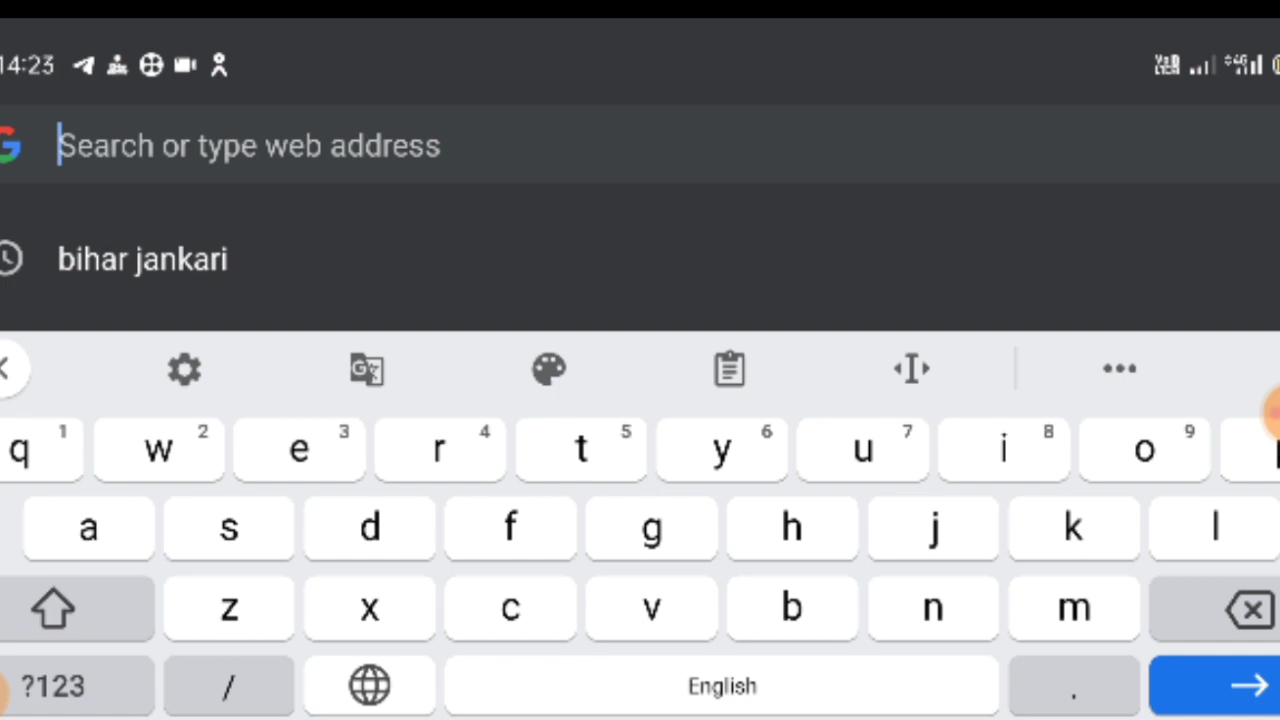 14:23
Search or type web address
bihar jankari
q 1 w 2 e 3 r 4 t 5 y 6 u 7 i 8 o 9
a s d f g h j k l
z x c v b n m
?123 / English .